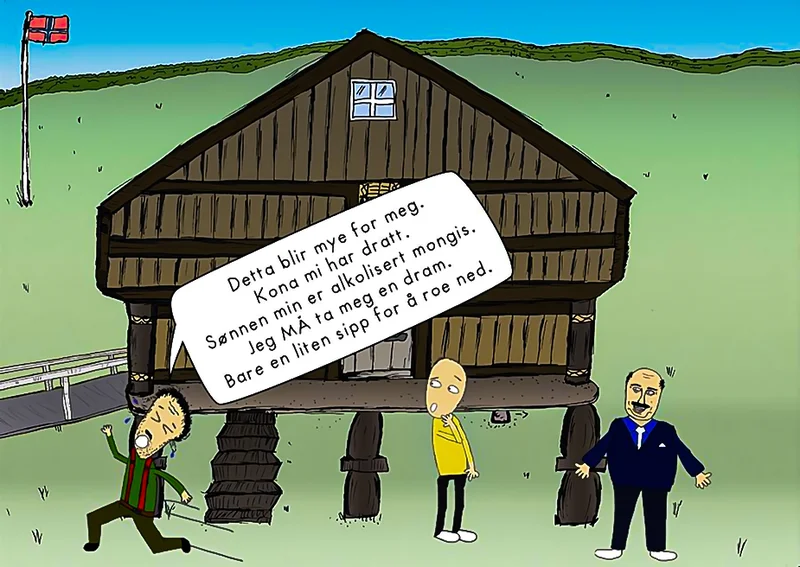 Detta blir mye for meg.
Kona mi har dratt.
Sønnen min er alkolisert mongis.
Jeg MÅ ta meg en dram.
Bare en liten sipp for å roe ned.